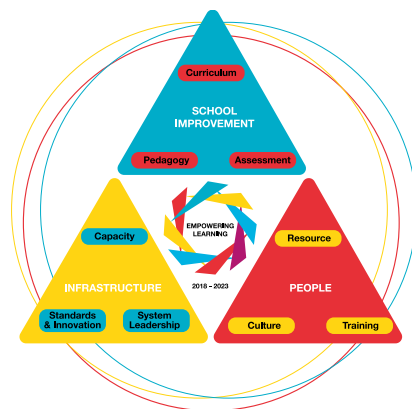 Curriculum
SCHOOL
IMPROVEMENT
Pedagogy
Assessment
EMPOWERING
LEARNING
2018 – 2023
Capacity
INFRASTRUCTURE
Standards
& Innovation
System
Leadership
Resource
PEOPLE
Culture
Training